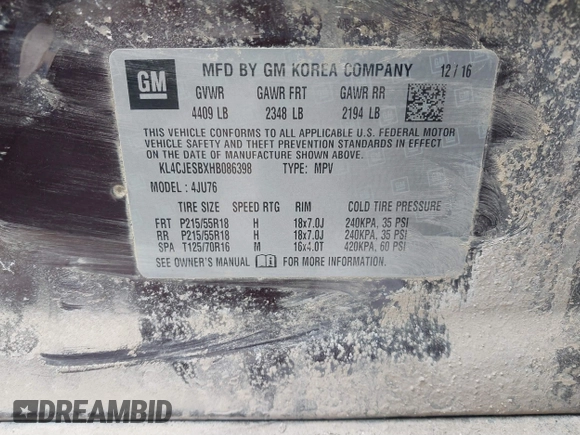 GM
MFD BY GM KOREA COMPANY 12/16
GVWR GAWR FRT GAWR RR
4409 LB 2348 LB 2194 LB
THIS VEHICLE CONFORMS TO ALL APPLICABLE U.S. FEDERAL MOTOR
VEHICLE SAFETY AND THEFT PREVENTION STANDARDS IN EFFECT
ON THE DATE OF MANUFACTURE SHOWN ABOVE.
KL4CJESBXHB086398 TYPE: MPV
MODEL: 4JU76
TIRE SIZE SPEED RTG RIM COLD TIRE PRESSURE
FRT P215/55R18 H 18x7.0J 240KPA, 35 PSI
RR P215/55R18 H 18x7.0J 240KPA, 35 PSI
SPA T125/70R16 M 16x4.0T 420KPA, 60 PSI
SEE OWNER'S MANUAL FOR MORE INFORMATION.
DREAMBID